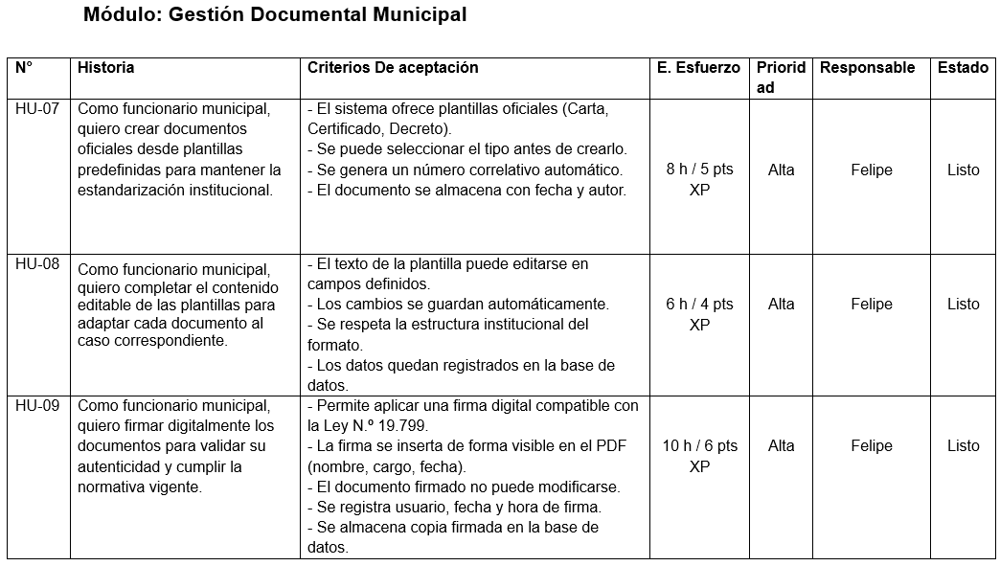 Módulo: Gestión Documental Municipal
N°
Historia
Criterios De aceptación
E. Esfuerzo
Priorid
ad
Responsable
Estado
HU-07
Como funcionario municipal,
quiero crear documentos
oficiales desde plantillas
predefinidas para mantener la
estandarización institucional.
- El sistema ofrece plantillas oficiales (Carta,
Certificado, Decreto).
- Se puede seleccionar el tipo antes de crearlo.
- Se genera un número correlativo automático.
- El documento se almacena con fecha y autor.
8 h / 5 pts
XP
Alta
Felipe
Listo
HU-08
Como funcionario municipal,
quiero completar el contenido
editable de las plantillas para
adaptar cada documento al
caso correspondiente.
- El texto de la plantilla puede editarse en
campos definidos.
- Los cambios se guardan automáticamente.
- Se respeta la estructura institucional del
formato.
- Los datos quedan registrados en la base de
datos.
6 h / 4 pts
XP
Alta
Felipe
Listo
HU-09
Como funcionario municipal,
quiero firmar digitalmente los
documentos para validar su
autenticidad y cumplir la
normativa vigente.
- Permite aplicar una firma digital compatible con
la Ley N.º 19.799.
- La firma se inserta de forma visible en el PDF
(nombre, cargo, fecha).
- El documento firmado no puede modificarse.
- Se registra usuario, fecha y hora de firma.
- Se almacena copia firmada en la base de
datos.
10 h / 6 pts
XP
Alta
Felipe
Listo